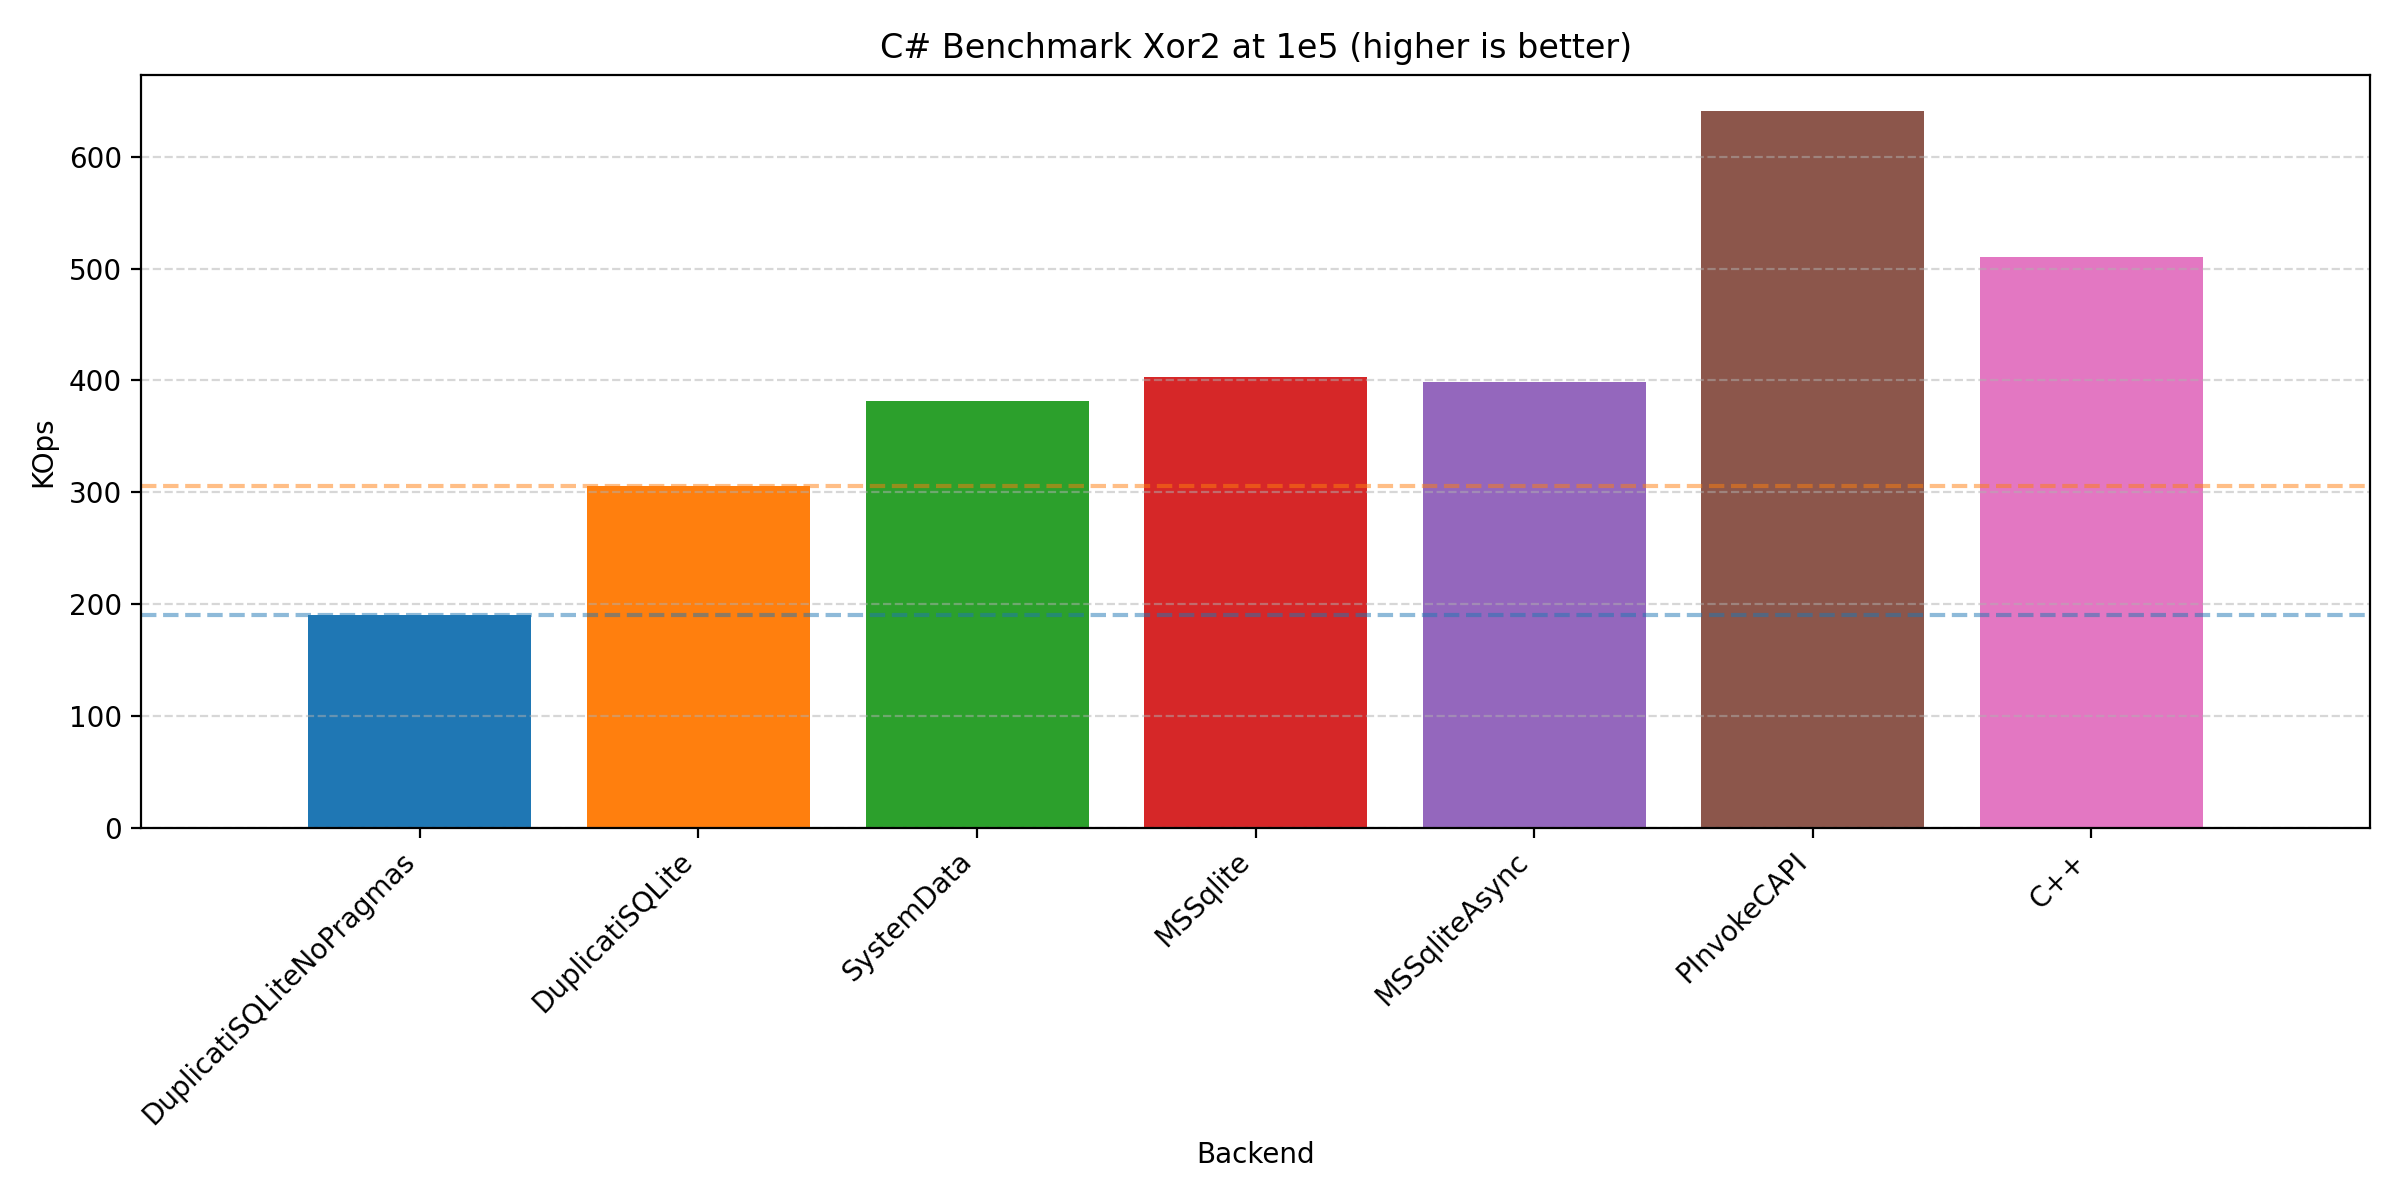 C# Benchmark Xor2 at 1e5 (higher is better)
KOps
600
500
400
300
200
100
0
DuplicatiSQLiteNoPragmas
DuplicatiSQLite
SystemData
MSSqlite
MSSqliteAsync
PInvokeCAPI
C++
Backend